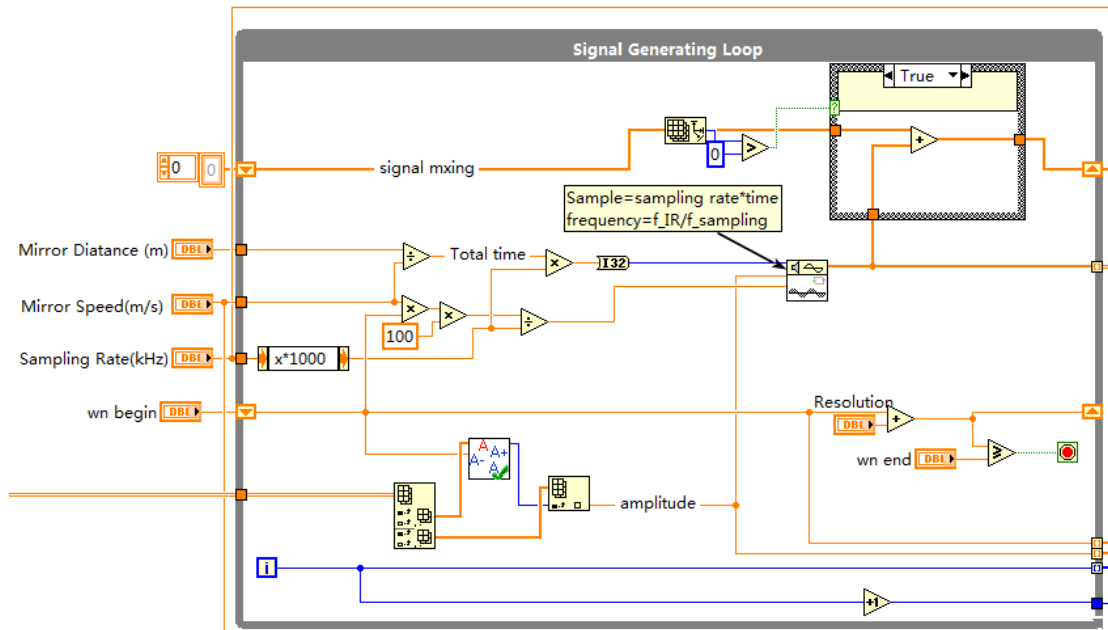 Signal Generating Loop
True
?
0
0
signal mxing
0
>
+
Sample=sampling rate*time
frequency=f_IR/f_sampling
Mirror Diatance (m)
DBL
÷
Total time
×
I32
Mirror Speed(m/s)
DBL
×
×
÷
100
Sampling Rate(kHz)
DBL
x*1000
wn begin
DBL
Resolution
DBL
+
wn end
DBL
≥
A
A-
A+
A
amplitude
i
+1